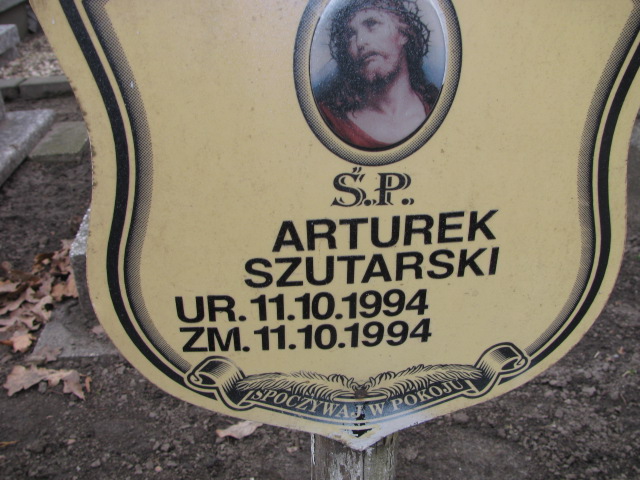 Ś.P.
ARTUREK
SZUTARSKI
UR. 11.10.1994
ZM. 11.10.1994
SPOCZYWAJ W POKOJU